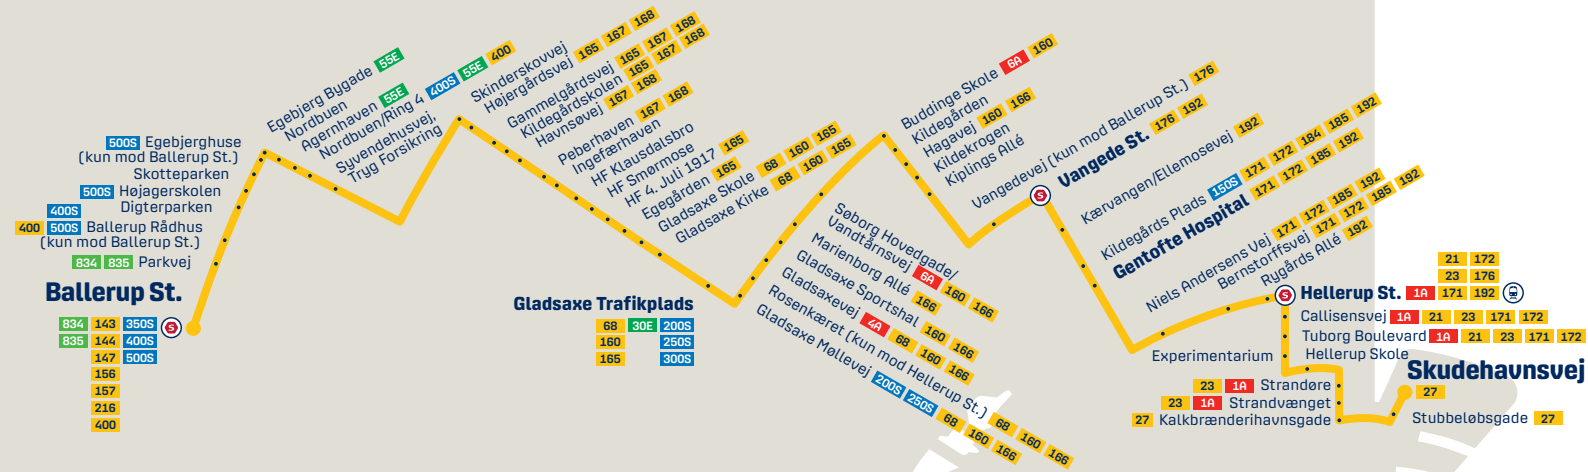 500S Egebjerghuse
(kun mod Ballerup St.)
Skotteparken
500S Højagerskolen
400S Digterparken
400 500S Ballerup Rådhus
(kun mod Ballerup St.)
834 835 Parkvej
Ballerup St.
834 143 350S
835 144 400S
147 500S
156
157
216
400
S
Egebjerg Bygade 55E
Nordbuen
Agernhaven 55E
Nordbuen/Ring 4 400S 55E 400
Syvendehusvej,
Tryg Forsikring
Skinderskovvej
Højergårdsvej 165 167 168
Gammelgårdsvej 165 167 168
Kildegårdskolen 165 167 168
Havnsøvej 167 168
Peberhaven 167 168
Ingefærhaven
HF Klausdalsbro
HF Smørmose
HF 4. Juli 1917 165
Egegården 165
Gladsaxe Skole 68 160 165
Gladsaxe Kirke 68 160 165
Gladsaxe Trafikplads
68 30E 200S
160 250S
165 300S
Søborg Hovedgade/
Vandtårnsvej 6A 160 166
Marienborg Allé 166
Gladsaxe Sportshal 160 166
Gladsaxevej 4A 68 160 166
Rosenkæret (kun mod Hellerup St.) 68 160 166
Gladsaxe Møllevej 200S 250S 68 160 166
Buddinge Skole 6A 160
Kildegården
Hagavej 160 166
Kildekrogen
Kiplings Allé
Vangedevej (kun mod Ballerup St.) 176
S
Vangede St. 176 192
Kærvangen/Ellemosevej 192
Kildegårds Plads 150S 171 172 184 185 192
Gentofte Hospital 171 172 185 192
Niels Andersens Vej 171 172 185 192
Bernstorffsvej 171 172 185 192
Rygårds Allé 192
21 172
23 176
S Hellerup St. 1A 171 192
Callisensvej 1A 21 23 171 172
Tuborg Boulevard 1A 21 23 171 172
Hellerup Skole
Experimentarium
23 1A Strandøre
23 1A Strandvænget
27 Kalkbrænderihavnsgade
Skudehavnsvej
27
Stubbeløbsgade 27